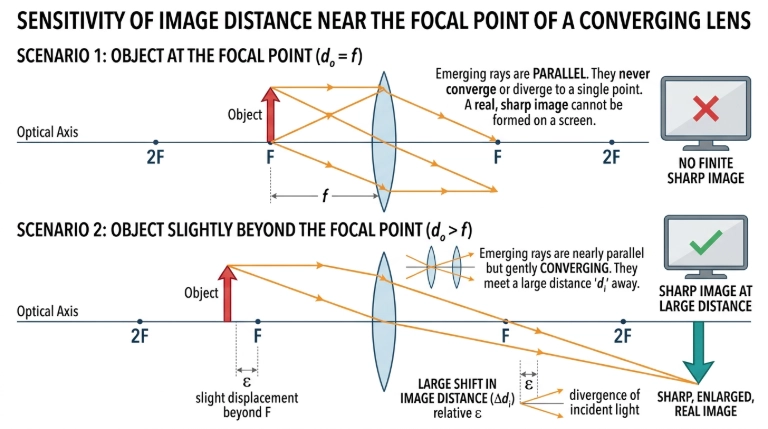 SENSITIVITY OF IMAGE DISTANCE NEAR THE FOCAL POINT OF A CONVERGING LENS
SCENARIO 1: OBJECT AT THE FOCAL POINT (dₒ = f)
Emerging rays are PARALLEL. They never
converge or diverge to a single point.
A real, sharp image cannot be
formed on a screen.
Object
Optical Axis
2F
F
F
2F
f
NO FINITE
SHARP IMAGE
SCENARIO 2: OBJECT SLIGHTLY BEYOND THE FOCAL POINT (dₒ > f)
Emerging rays are nearly parallel
but gently CONVERGING. They
meet a large distance 'dᵢ' away.
SHARP IMAGE AT
LARGE DISTANCE
Object
Optical Axis
2F
F
F
2F
ε
slight displacement
beyond F
LARGE SHIFT IN
IMAGE DISTANCE (Δdᵢ)
relative ε
ε
divergence of
incident light
SHARP, ENLARGED,
REAL IMAGE